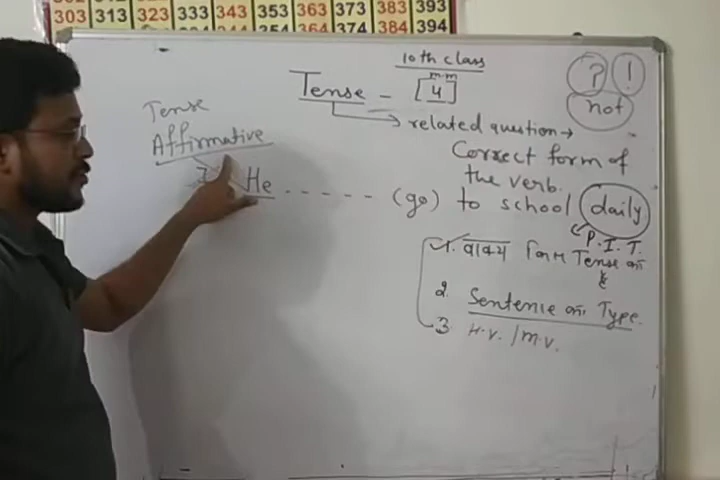 303 313 323 333 343 353 363 373 383 393
374 384 394
10th class
Tense - [4] m.m
? !
not
Tense
related question →
Affirmative
Correct form of
the verb.
He - - - - - (go) to school daily
P. I. T.
1. वाक्य किस Tense का
है
2. Sentence का Type.
3. H.V. / M.V.